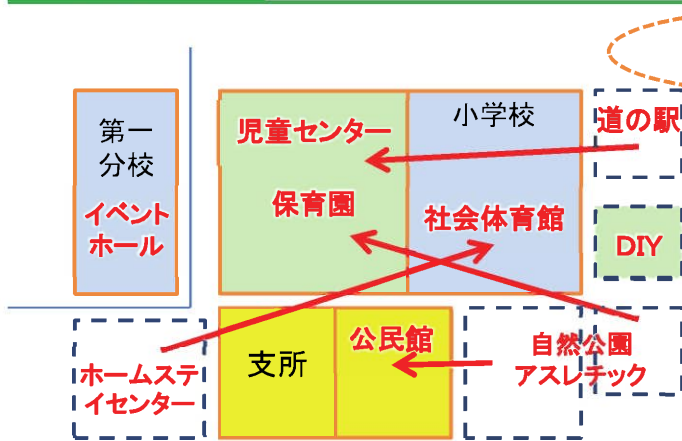 第一
分校
イベント
ホール
児童センター
保育園
小学校
社会体育館
道の駅
DIY
ホームステ
イセンター
支所
公民館
自然公園
アスレチック